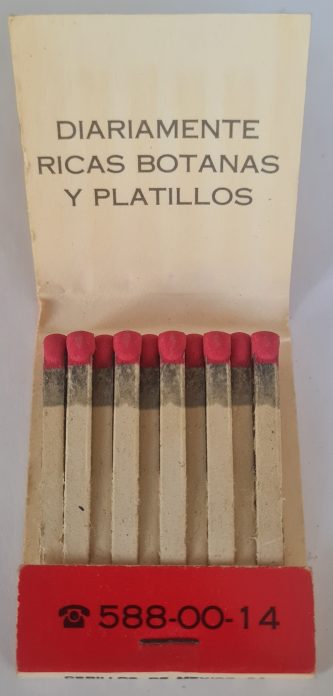 DIARIAMENTE
RICAS BOTANAS
Y PLATILLOS
☎ 588-00-14